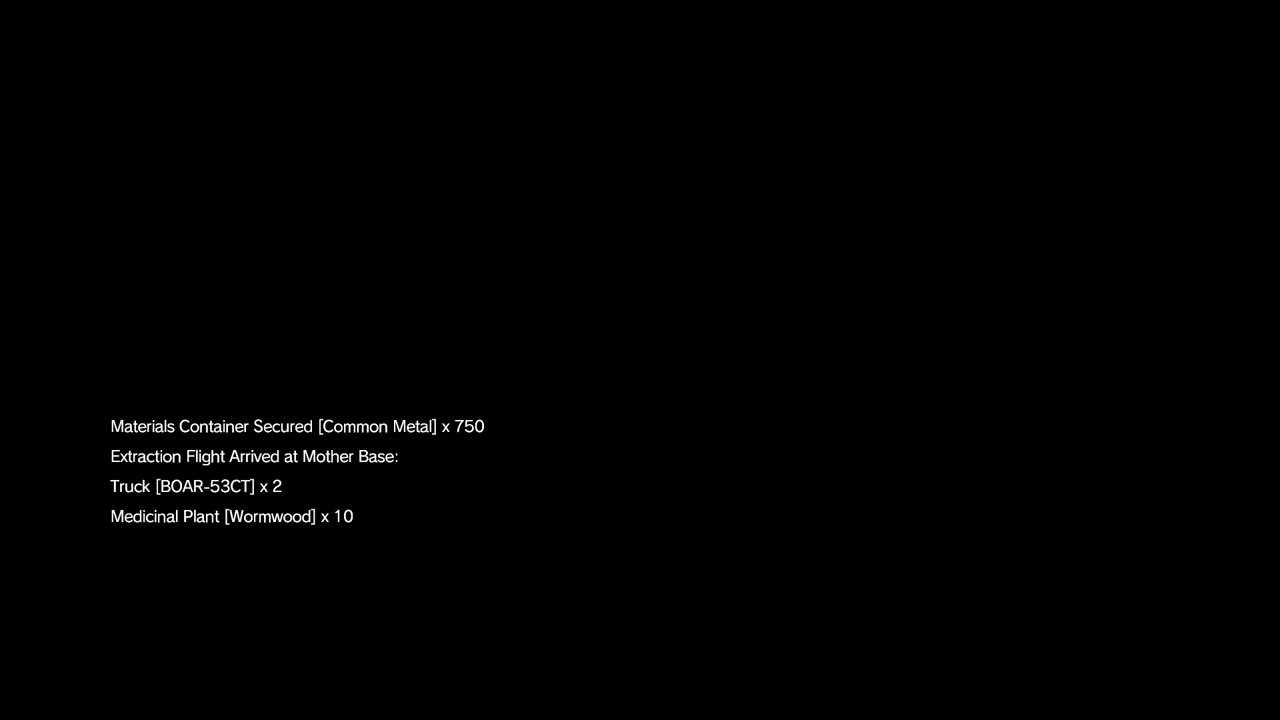 Materials Container Secured [Common Metal] x 750
Extraction Flight Arrived at Mother Base:
Truck [BOAR-53CT] x 2
Medicinal Plant [Wormwood] x 10